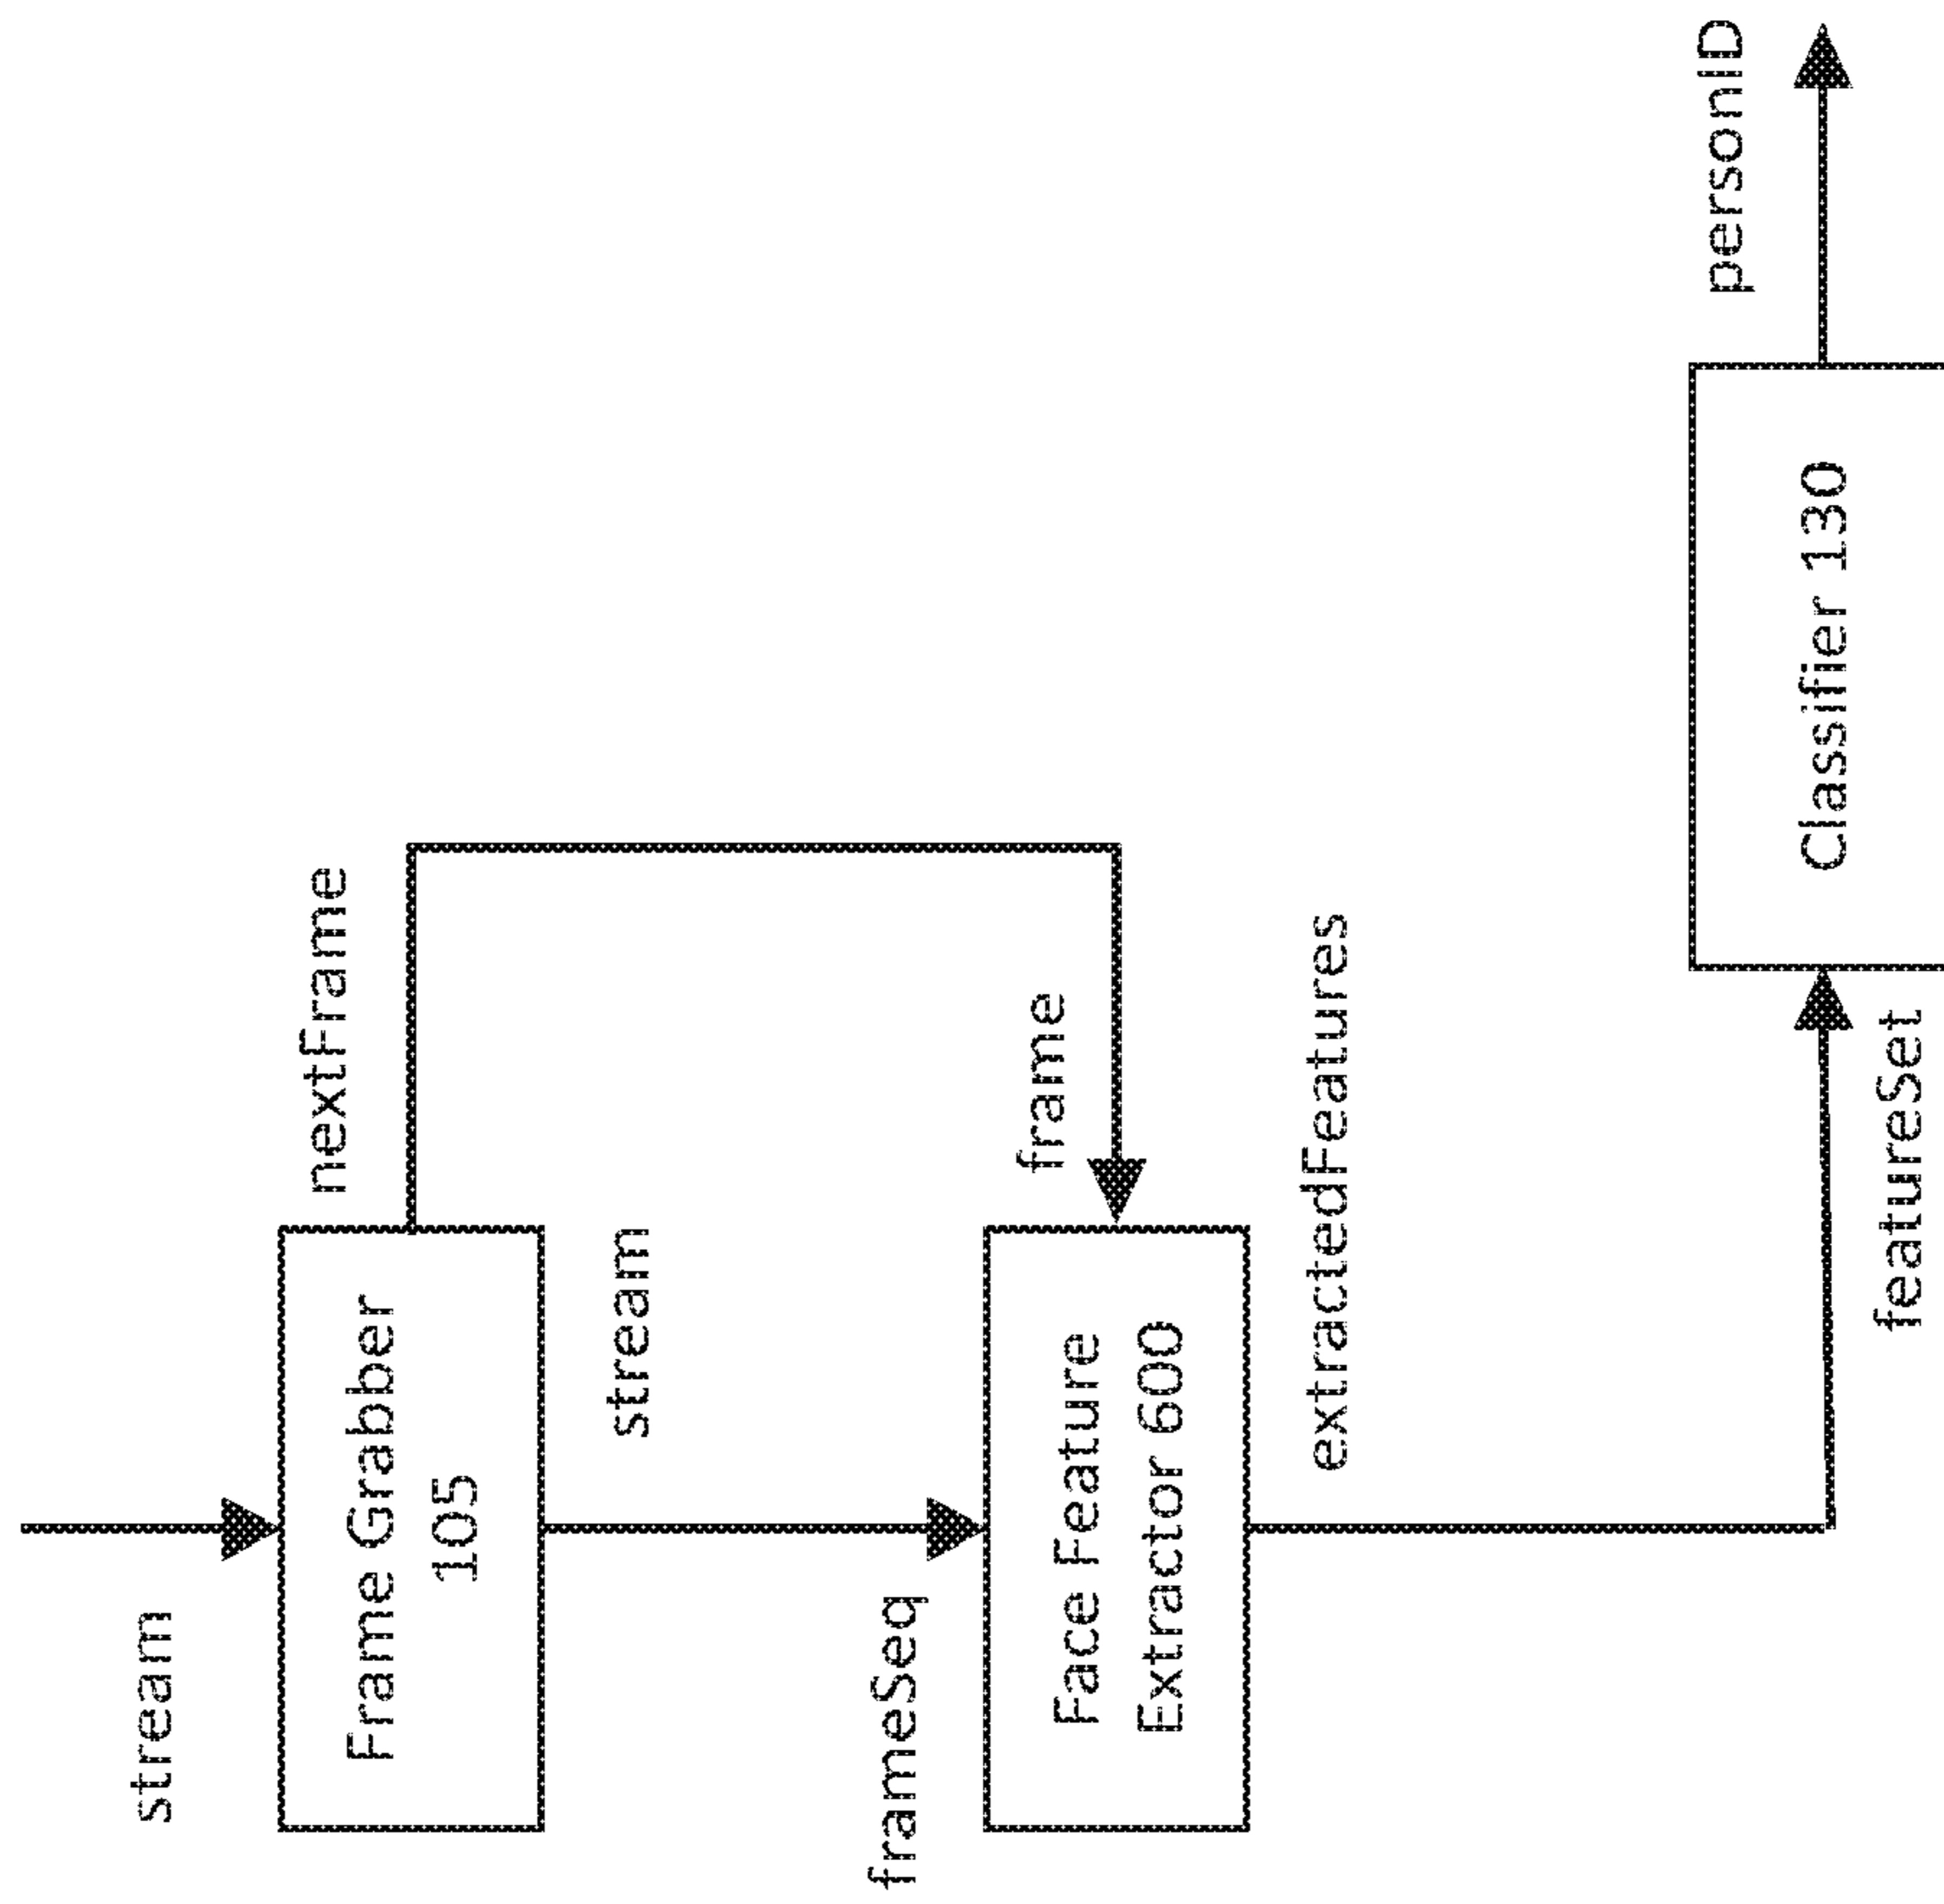 stream
Frame Grabber
105
nextFrame
stream
frameSeq
Face Feature
Extractor 600
frame
extractedFeatures
featureSet
Classifier 130
personID